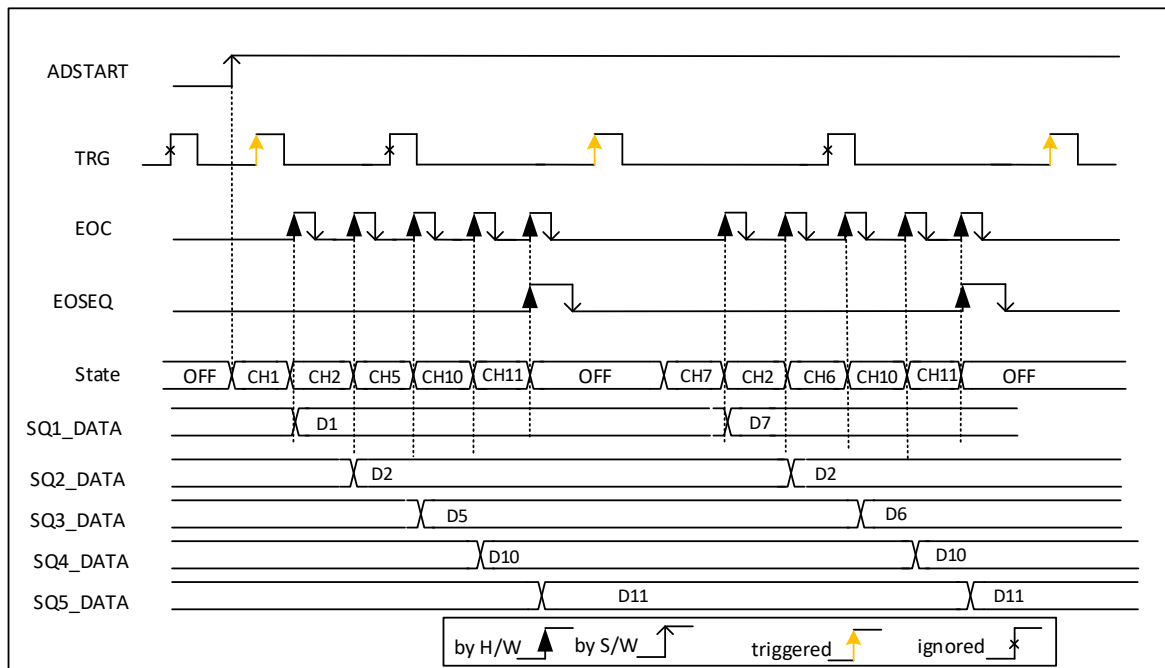 ADSTART
TRG
EOC
EOSEQ
State OFF CH1 CH2 CH5 CH10 CH11 OFF CH7 CH2 CH6 CH10 CH11 OFF
SQ1_DATA D1 D7
SQ2_DATA D2 D2
SQ3_DATA D5 D6
SQ4_DATA D10 D10
SQ5_DATA D11 D11
by H/W by S/W triggered ignored